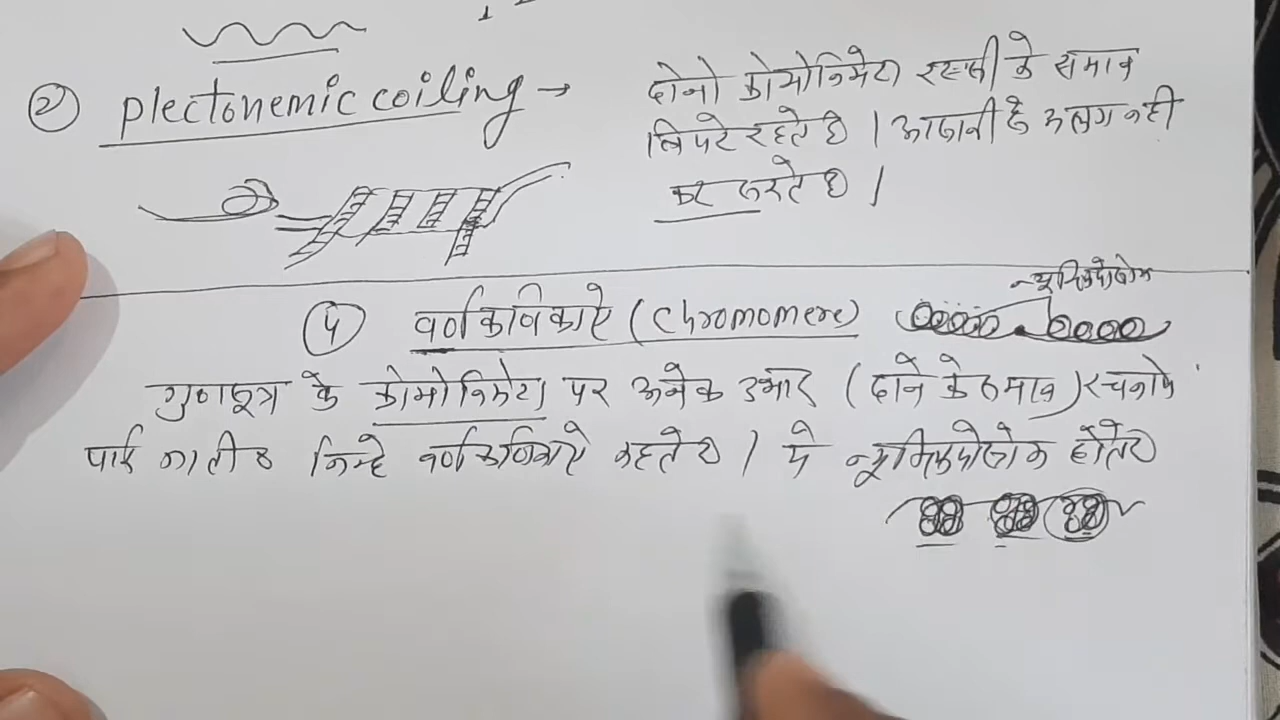 ② plectonemic coiling → दोनो क्रोमोनिमेटा रस्सी के समान
लिपटे रहते है । आसानी से अलग नही
कर सकते है ।
④ वर्णकणिकाऐ (Chromomere) न्यूक्लियोसोम
गुणसूत्र के क्रोमोनिमेटा पर अनेक उभार (दाने के समान) रचनाये
पाई जाती है जिन्हे वर्णकणिकाऐ कहते है । ये न्यूक्लियोसोम होते है